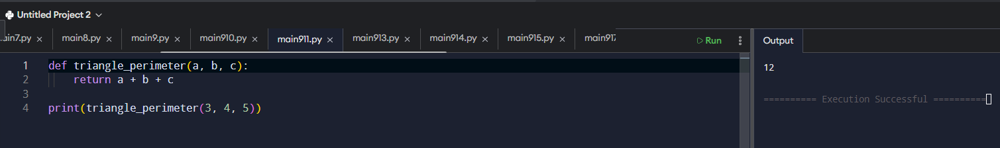 Untitled Project 2
ain7.py × main8.py × main9.py × main910.py × main911.py × main913.py × main914.py × main915.py × main917
Run
Output
1 def triangle_perimeter(a, b, c):
2 return a + b + c
3
4 print(triangle_perimeter(3, 4, 5))
12
========== Execution Successful ==========